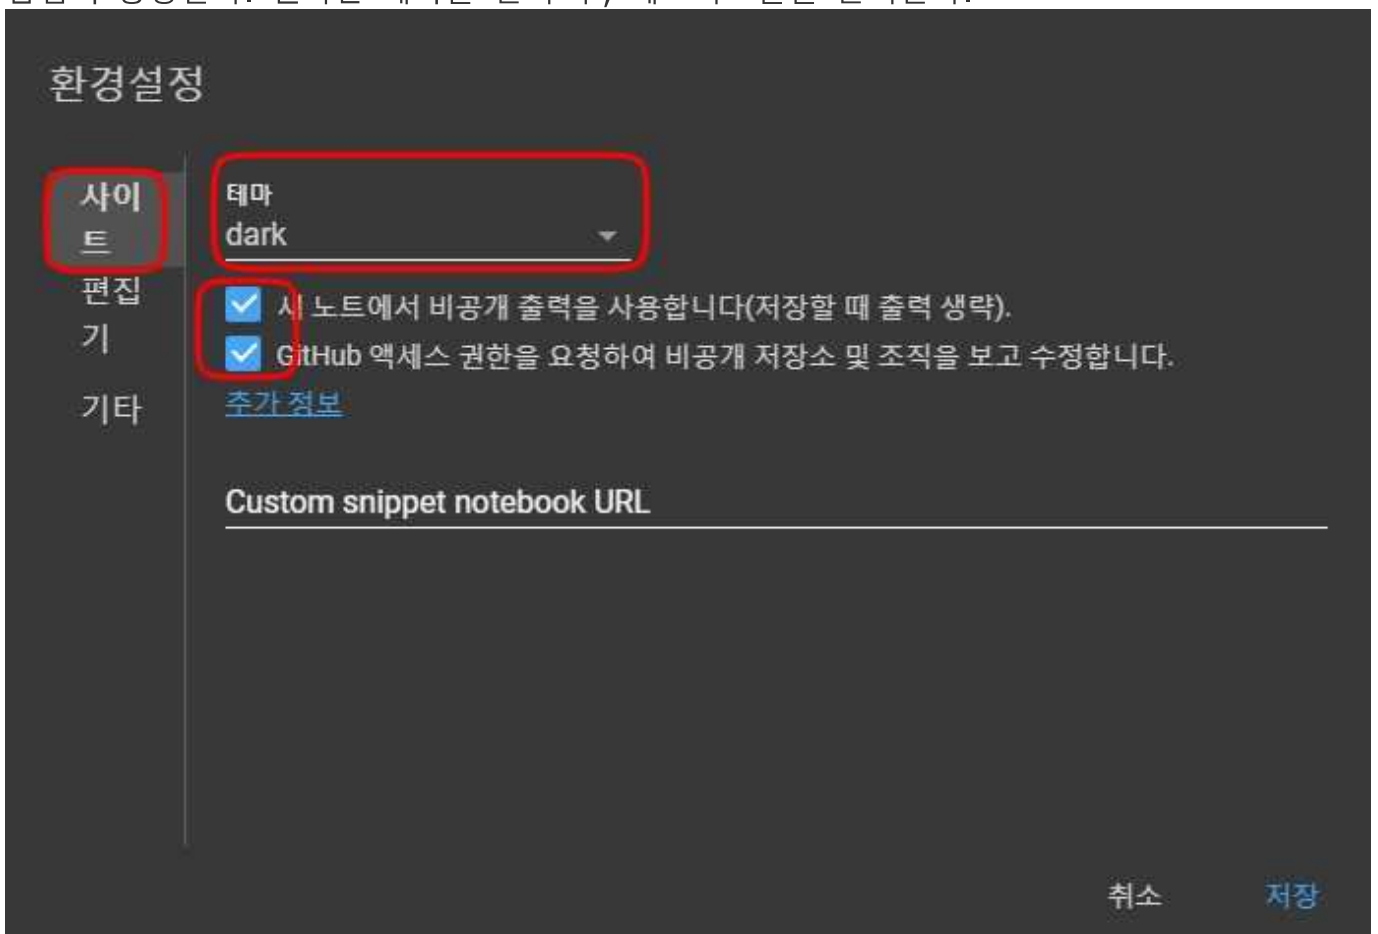 환경설정
사이
트
편집
기
기타
테마
dark
새 노트에서 비공개 출력을 사용합니다(저장할 때 출력 생략).
GitHub 액세스 권한을 요청하여 비공개 저장소 및 조직을 보고 수정합니다.
추가 정보
Custom snippet notebook URL
취소 저장